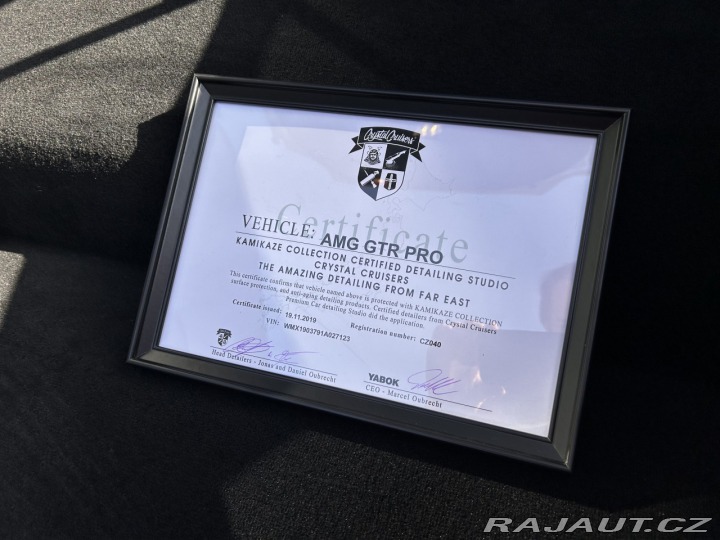 Crystal Cruisers
Certificate
VEHICLE: AMG GTR PRO
KAMIKAZE COLLECTION CERTIFIED DETAILING STUDIO
CRYSTAL CRUISERS
THE AMAZING DETAILING FROM FAR EAST
This certificate confirms that vehicle named above is protected with KAMIKAZE COLLECTION
surface protection, and anti-aging detailing products. Certified detailers from Crystal Cruisers
Premium Car detailing Studio did the application.
Certificate issued: 19.11.2019 Registration number: CZ040
VIN: WMX1903791A027123
Head Detailers - Jonas and Daniel Oubrecht
YABOK
CEO - Marcel Oubrecht
RAJAUT.CZ